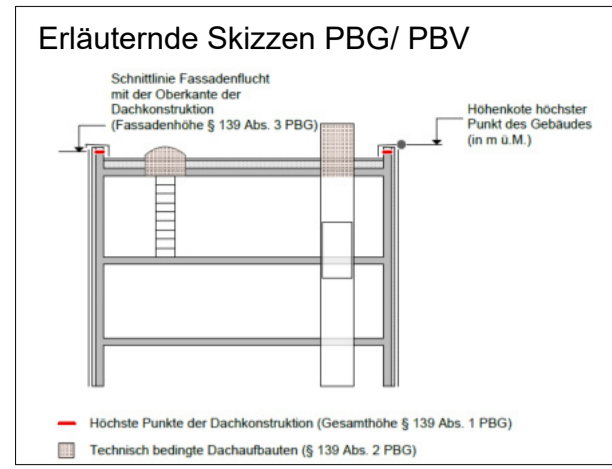 Erläuternde Skizzen PBG/ PBV
Schnittlinie Fassadenflucht
mit der Oberkante der
Dachkonstruktion
(Fassadenhöhe § 139 Abs. 3 PBG)
Höhenkote höchster
Punkt des Gebäudes
(in m ü.M.)
Höchste Punkte der Dachkonstruktion (Gesamthöhe § 139 Abs. 1 PBG)
Technisch bedingte Dachaufbauten (§ 139 Abs. 2 PBG)